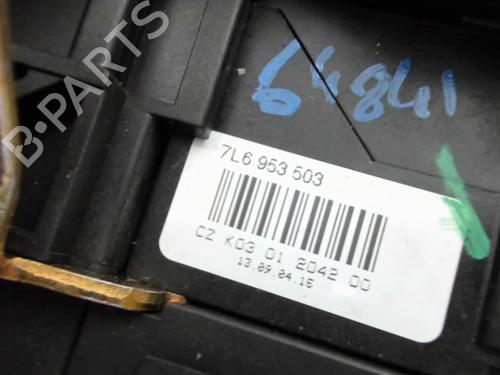 B-PARTS
64841
7L6 953 503
CZ K03 01 2042 00
13.09.04.15